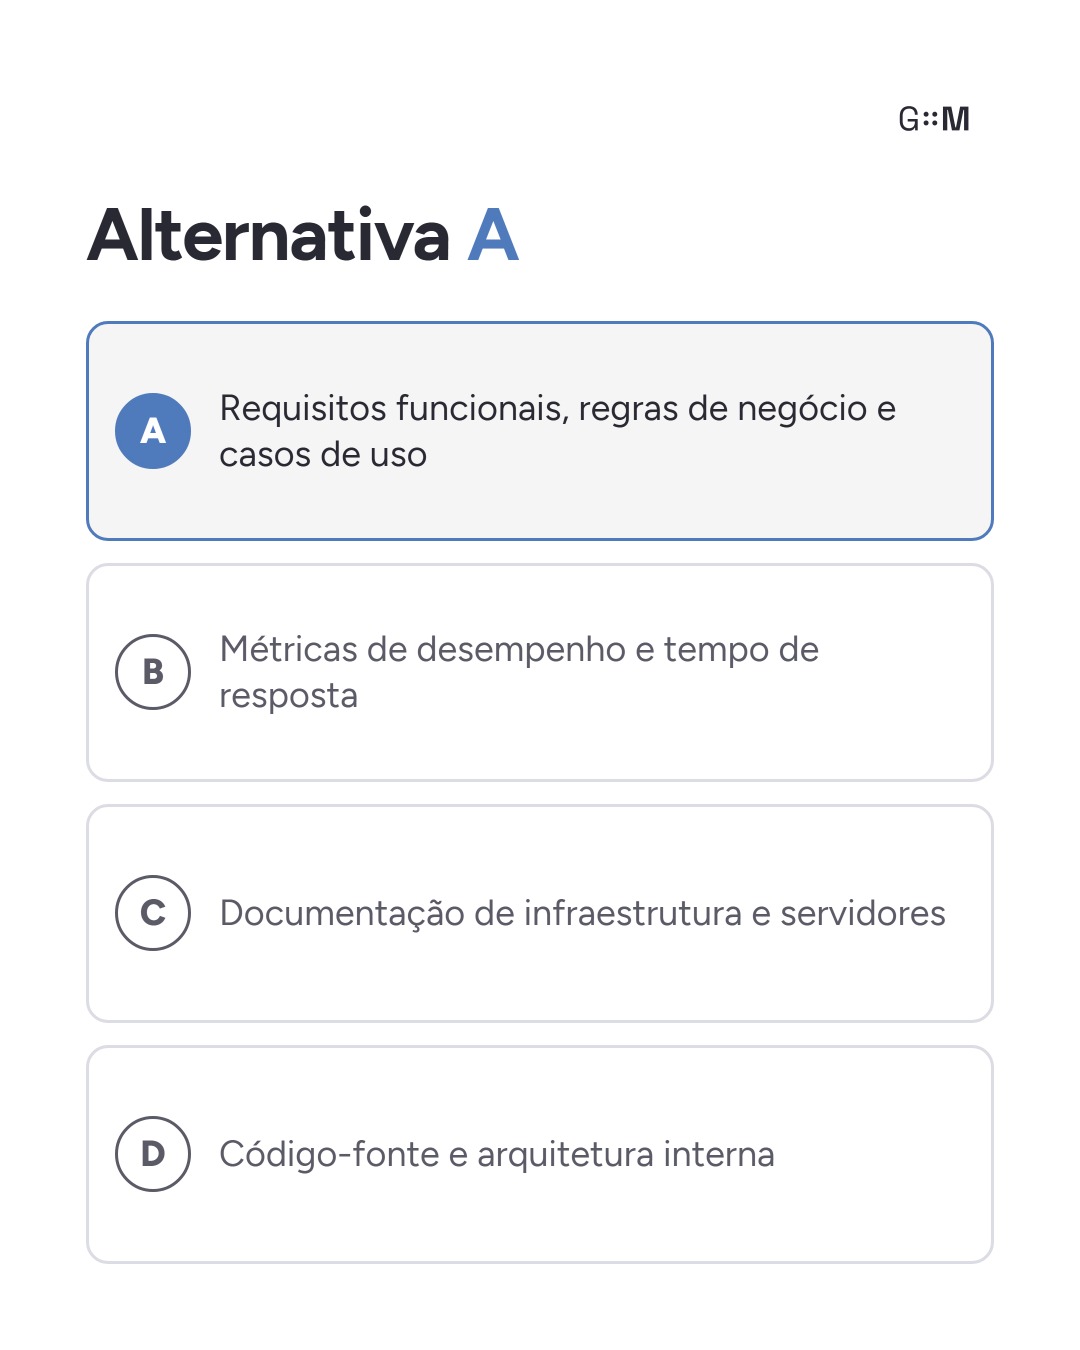 G::M
Alternativa A
A
Requisitos funcionais, regras de negócio e
casos de uso
B
Métricas de desempenho e tempo de
resposta
C
Documentação de infraestrutura e servidores
D
Código-fonte e arquitetura interna